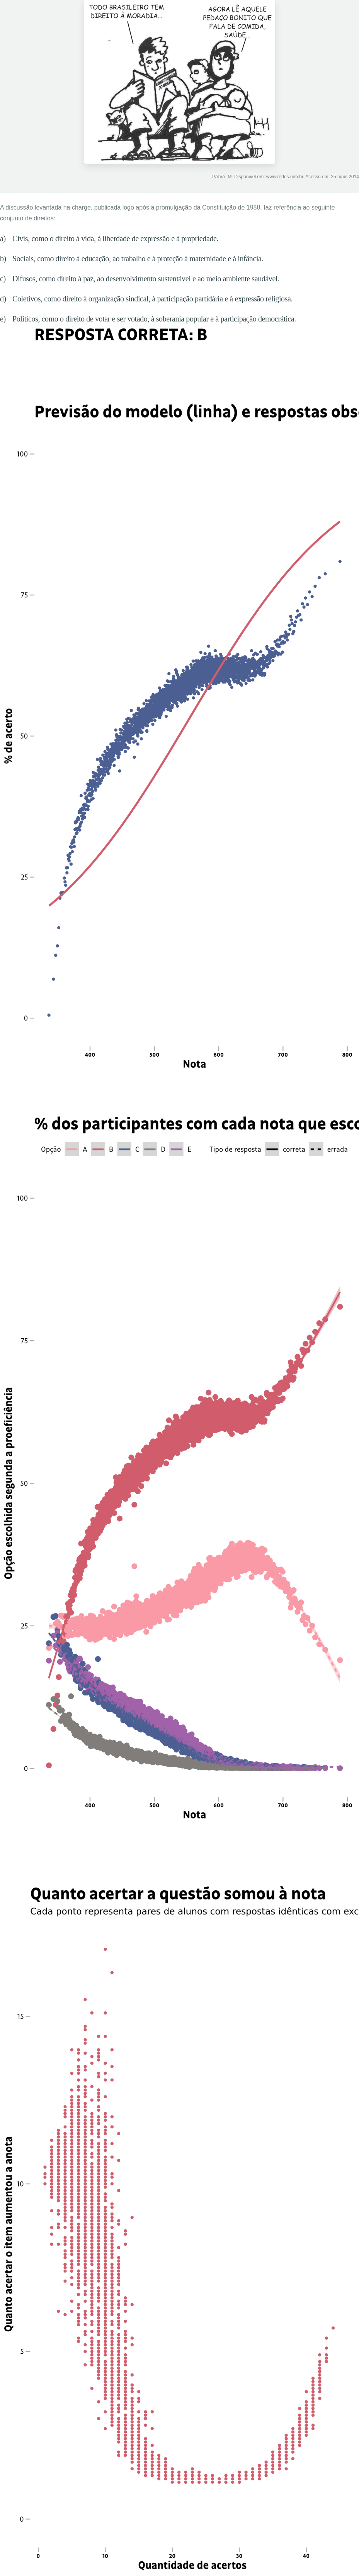 TODO BRASILEIRO TEM
DIREITO À MORADIA...
AGORA LÊ AQUELE
PEDAÇO BONITO QUE
FALA DE COMIDA,
SAÚDE...
PAIVA, M. Disponível em: www.redes.unb.br. Acesso em: 25 maio 2014
A discussão levantada na charge, publicada logo após a promulgação da Constituição de 1988, faz referência ao seguinte
conjunto de direitos:
a) Civis, como o direito à vida, à liberdade de expressão e à propriedade.
b) Sociais, como direito à educação, ao trabalho e à proteção à maternidade e à infância.
c) Difusos, como direito à paz, ao desenvolvimento sustentável e ao meio ambiente saudável.
d) Coletivos, como direito à organização sindical, à participação partidária e à expressão religiosa.
e) Políticos, como o direito de votar e ser votado, à soberania popular e à participação democrática.
RESPOSTA CORRETA: B
Previsão do modelo (linha) e respostas obs
100
75
50
25
0
% de acerto
400 500 600 700 800
Nota
% dos participantes com cada nota que esco
Opção A B C D E Tipo de resposta correta errada
100
75
50
25
0
Opção escolhida segunda a proeficiência
400 500 600 700 800
Nota
Quanto acertar a questão somou à nota
Cada ponto representa pares de alunos com respostas idênticas com exc
15
10
5
0
Quanto acertar o item aumentou a anota
0 10 20 30 40
Quantidade de acertos